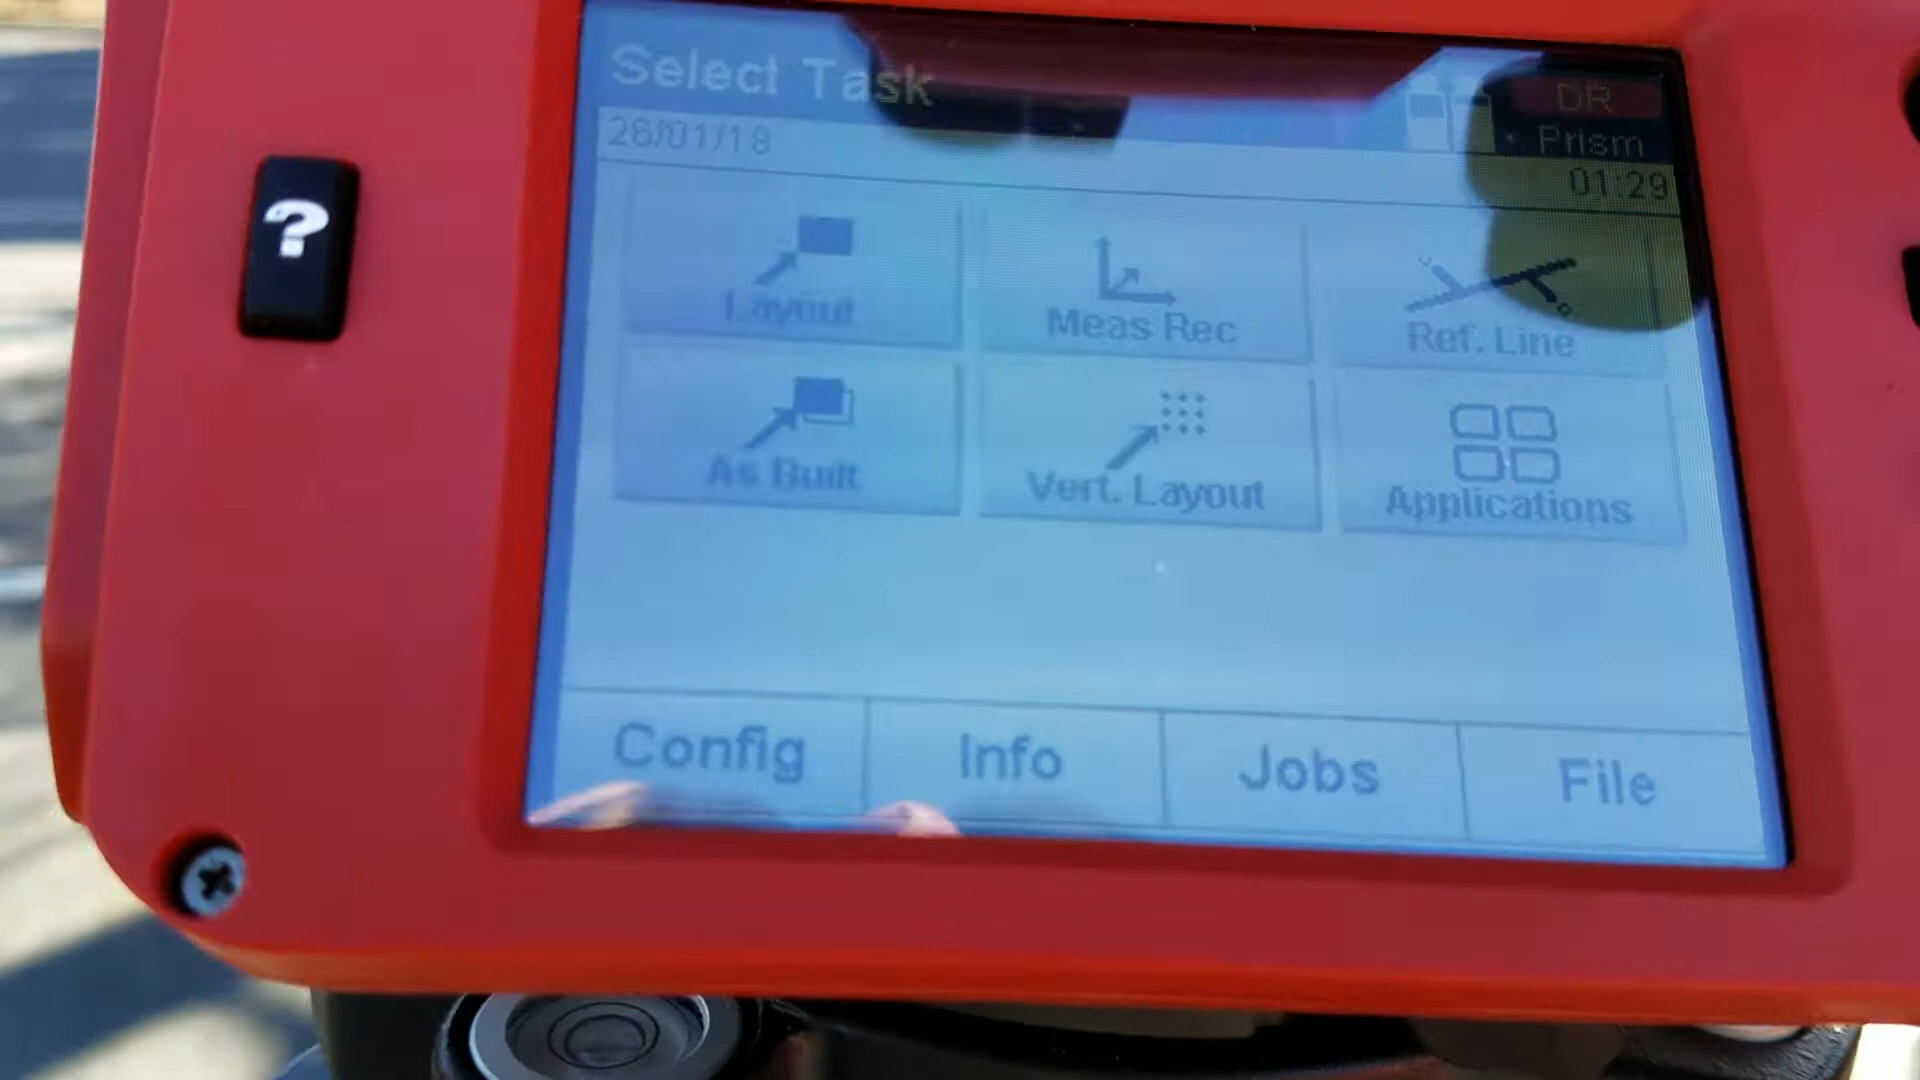 Select Task
DR
Prism
26/01/18
01:29
?
Layout
Meas Rec
Ref. Line
As Built
Vert. Layout
Applications
Config
Info
Jobs
File